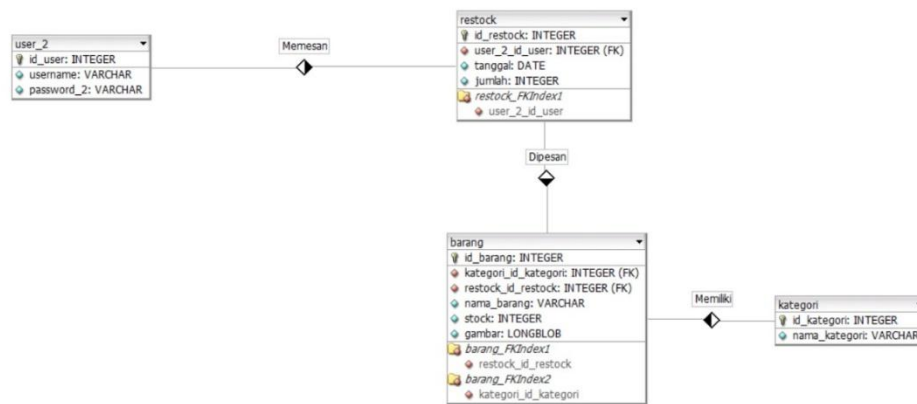 user_2
id_user: INTEGER
username: VARCHAR
password_2: VARCHAR
Memesan
restock
id_restock: INTEGER
user_2_id_user: INTEGER (FK)
tanggal: DATE
jumlah: INTEGER
restock_FKIndex1
user_2_id_user
Dipesan
barang
id_barang: INTEGER
kategori_id_kategori: INTEGER (FK)
restock_id_restock: INTEGER (FK)
nama_barang: VARCHAR
stock: INTEGER
gambar: LONGBLOB
barang_FKIndex1
restock_id_restock
barang_FKIndex2
kategori_id_kategori
Memiliki
kategori
id_kategori: INTEGER
nama_kategori: VARCHAR